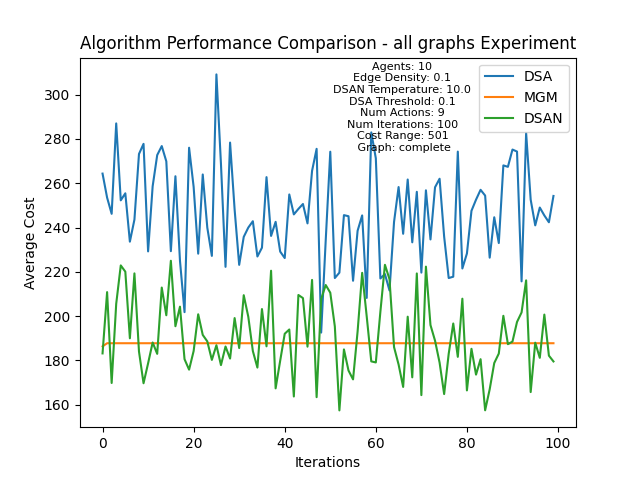 Algorithm Performance Comparison - all graphs Experiment
Agents: 10
Edge Density: 0.1
DSAN Temperature: 10.0
DSA Threshold: 0.1
Num Actions: 9
Num Iterations: 100
Cost Range: 501
Graph: complete
DSA
MGM
DSAN
Average Cost
300
280
260
240
220
200
180
160
0 20 40 60 80 100
Iterations